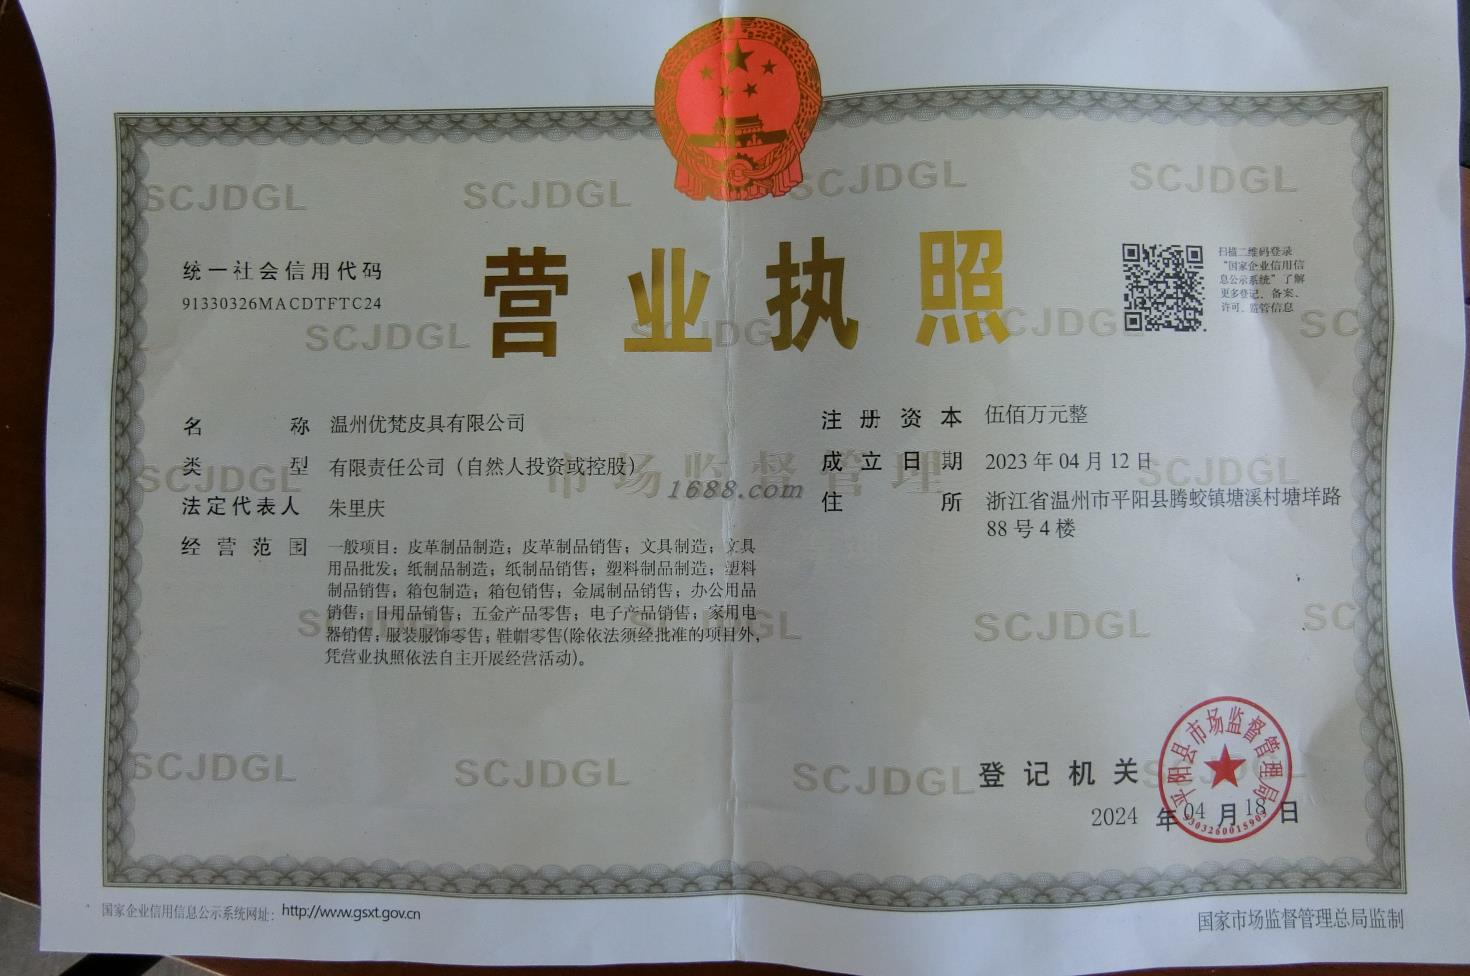 统一社会信用代码
91330326MACDTFTC24
营业执照
扫描二维码登录
“国家企业信用信
息公示系统”了解
更多登记、备案、
许可、监管信息
名称 温州优梵皮具有限公司
类型 有限责任公司（自然人投资或控股）
法定代表人 朱里庆
经营范围 一般项目：皮革制品制造；皮革制品销售；文具制造；文具
用品批发；纸制品制造；纸制品销售；塑料制品制造；塑料
制品销售；箱包制造；箱包销售；金属制品销售；办公用品
销售；日用品销售；五金产品零售；电子产品销售；家用电
器销售；服装服饰零售；鞋帽零售(除依法须经批准的项目外，
凭营业执照依法自主开展经营活动)。
注册资本 伍佰万元整
成立日期 2023年04月12日
住所 浙江省温州市平阳县腾蛟镇塘溪村塘垟路
88号4楼
市场监督管理
1688.com
SCJDGL
登记机关
平阳县市场监督管理局
2024年04月18日
国家企业信用信息公示系统网址：http://www.gsxt.gov.cn
国家市场监督管理总局监制